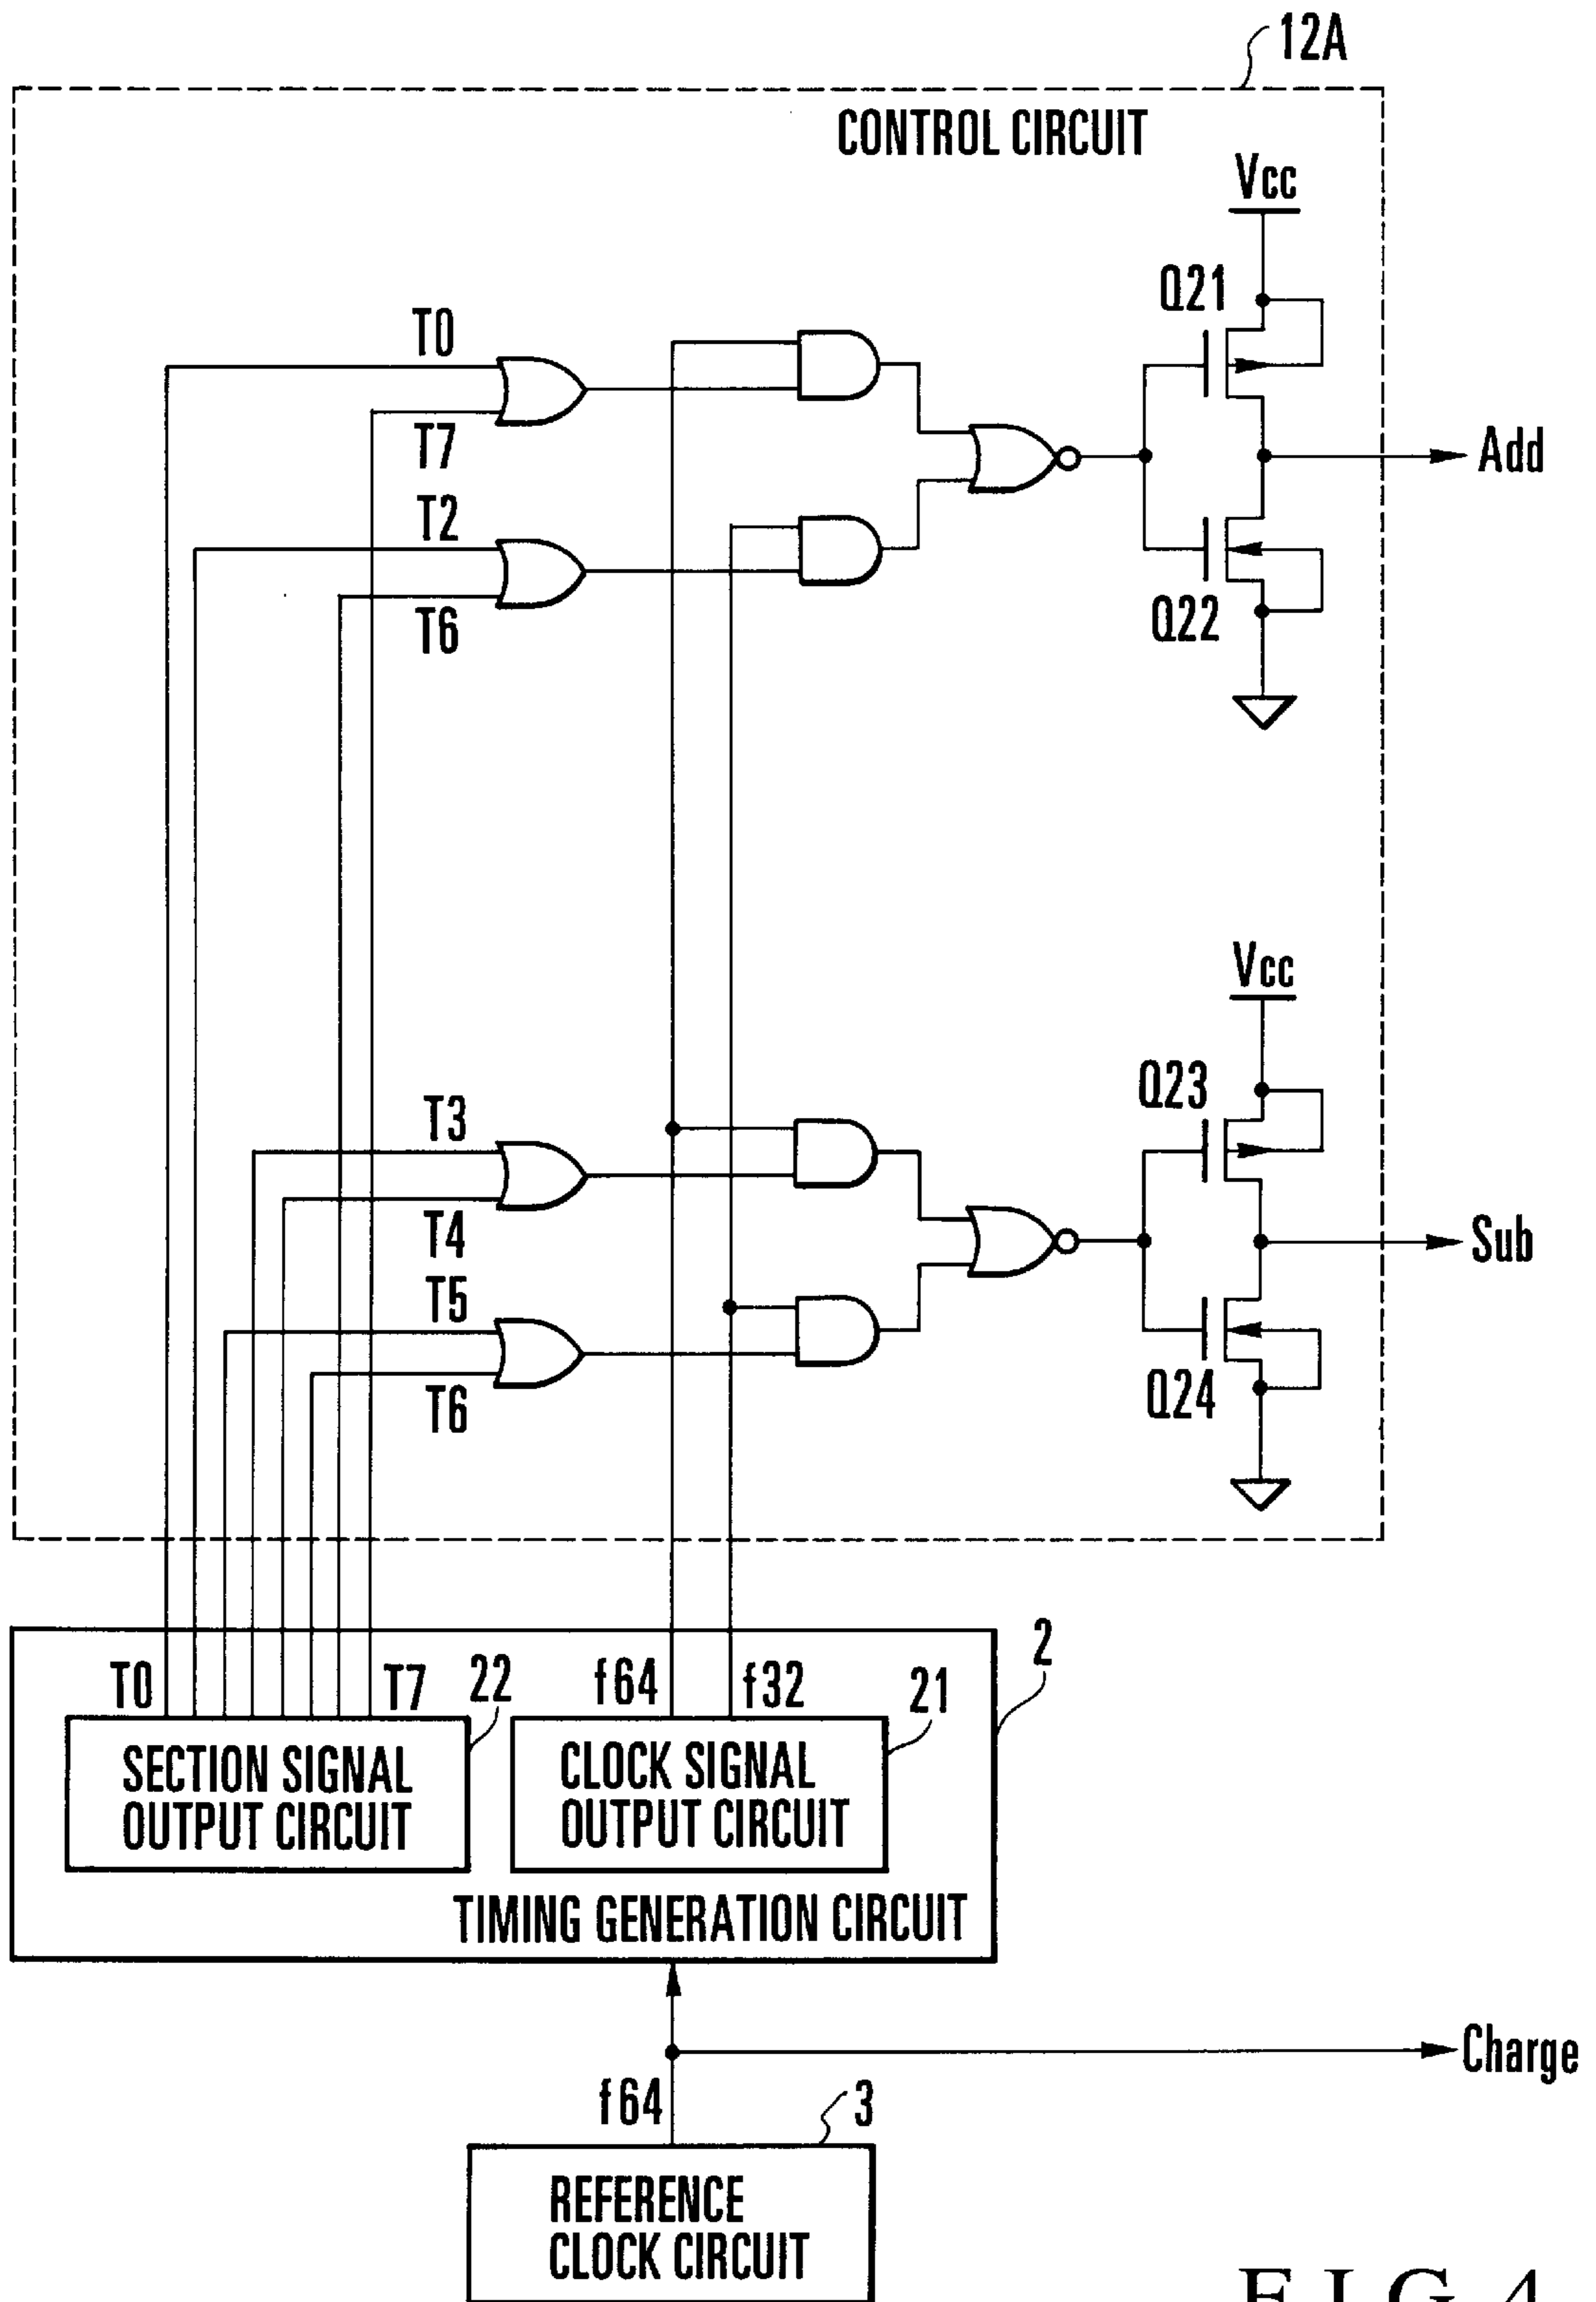 12A
CONTROL CIRCUIT
Vcc
Q21
T0
T7
Add
T2
T6
Q22
Vcc
Q23
T3
T4
Sub
T5
T6
Q24
2
T0
T7
22
f64
f32
21
SECTION SIGNAL
OUTPUT CIRCUIT
CLOCK SIGNAL
OUTPUT CIRCUIT
TIMING GENERATION CIRCUIT
Charge
f64
3
REFERENCE
CLOCK CIRCUIT
FIG. 4